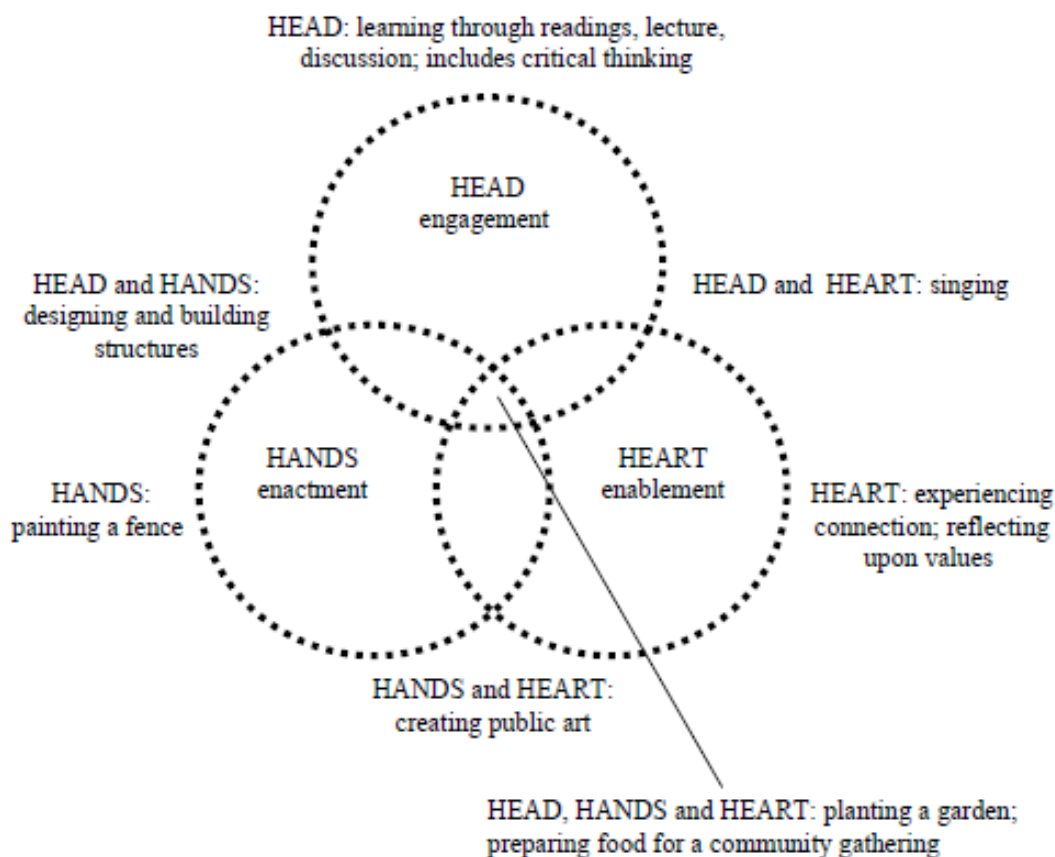 HEAD: learning through readings, lecture,
discussion; includes critical thinking
HEAD
engagement
HEAD and HANDS:
designing and building
structures
HEAD and  HEART: singing
HANDS
enactment
HEART
enablement
HANDS:
painting a fence
HEART: experiencing
connection; reflecting
upon values
HANDS and HEART:
creating public art
HEAD, HANDS and HEART: planting a garden;
preparing food for a community gathering